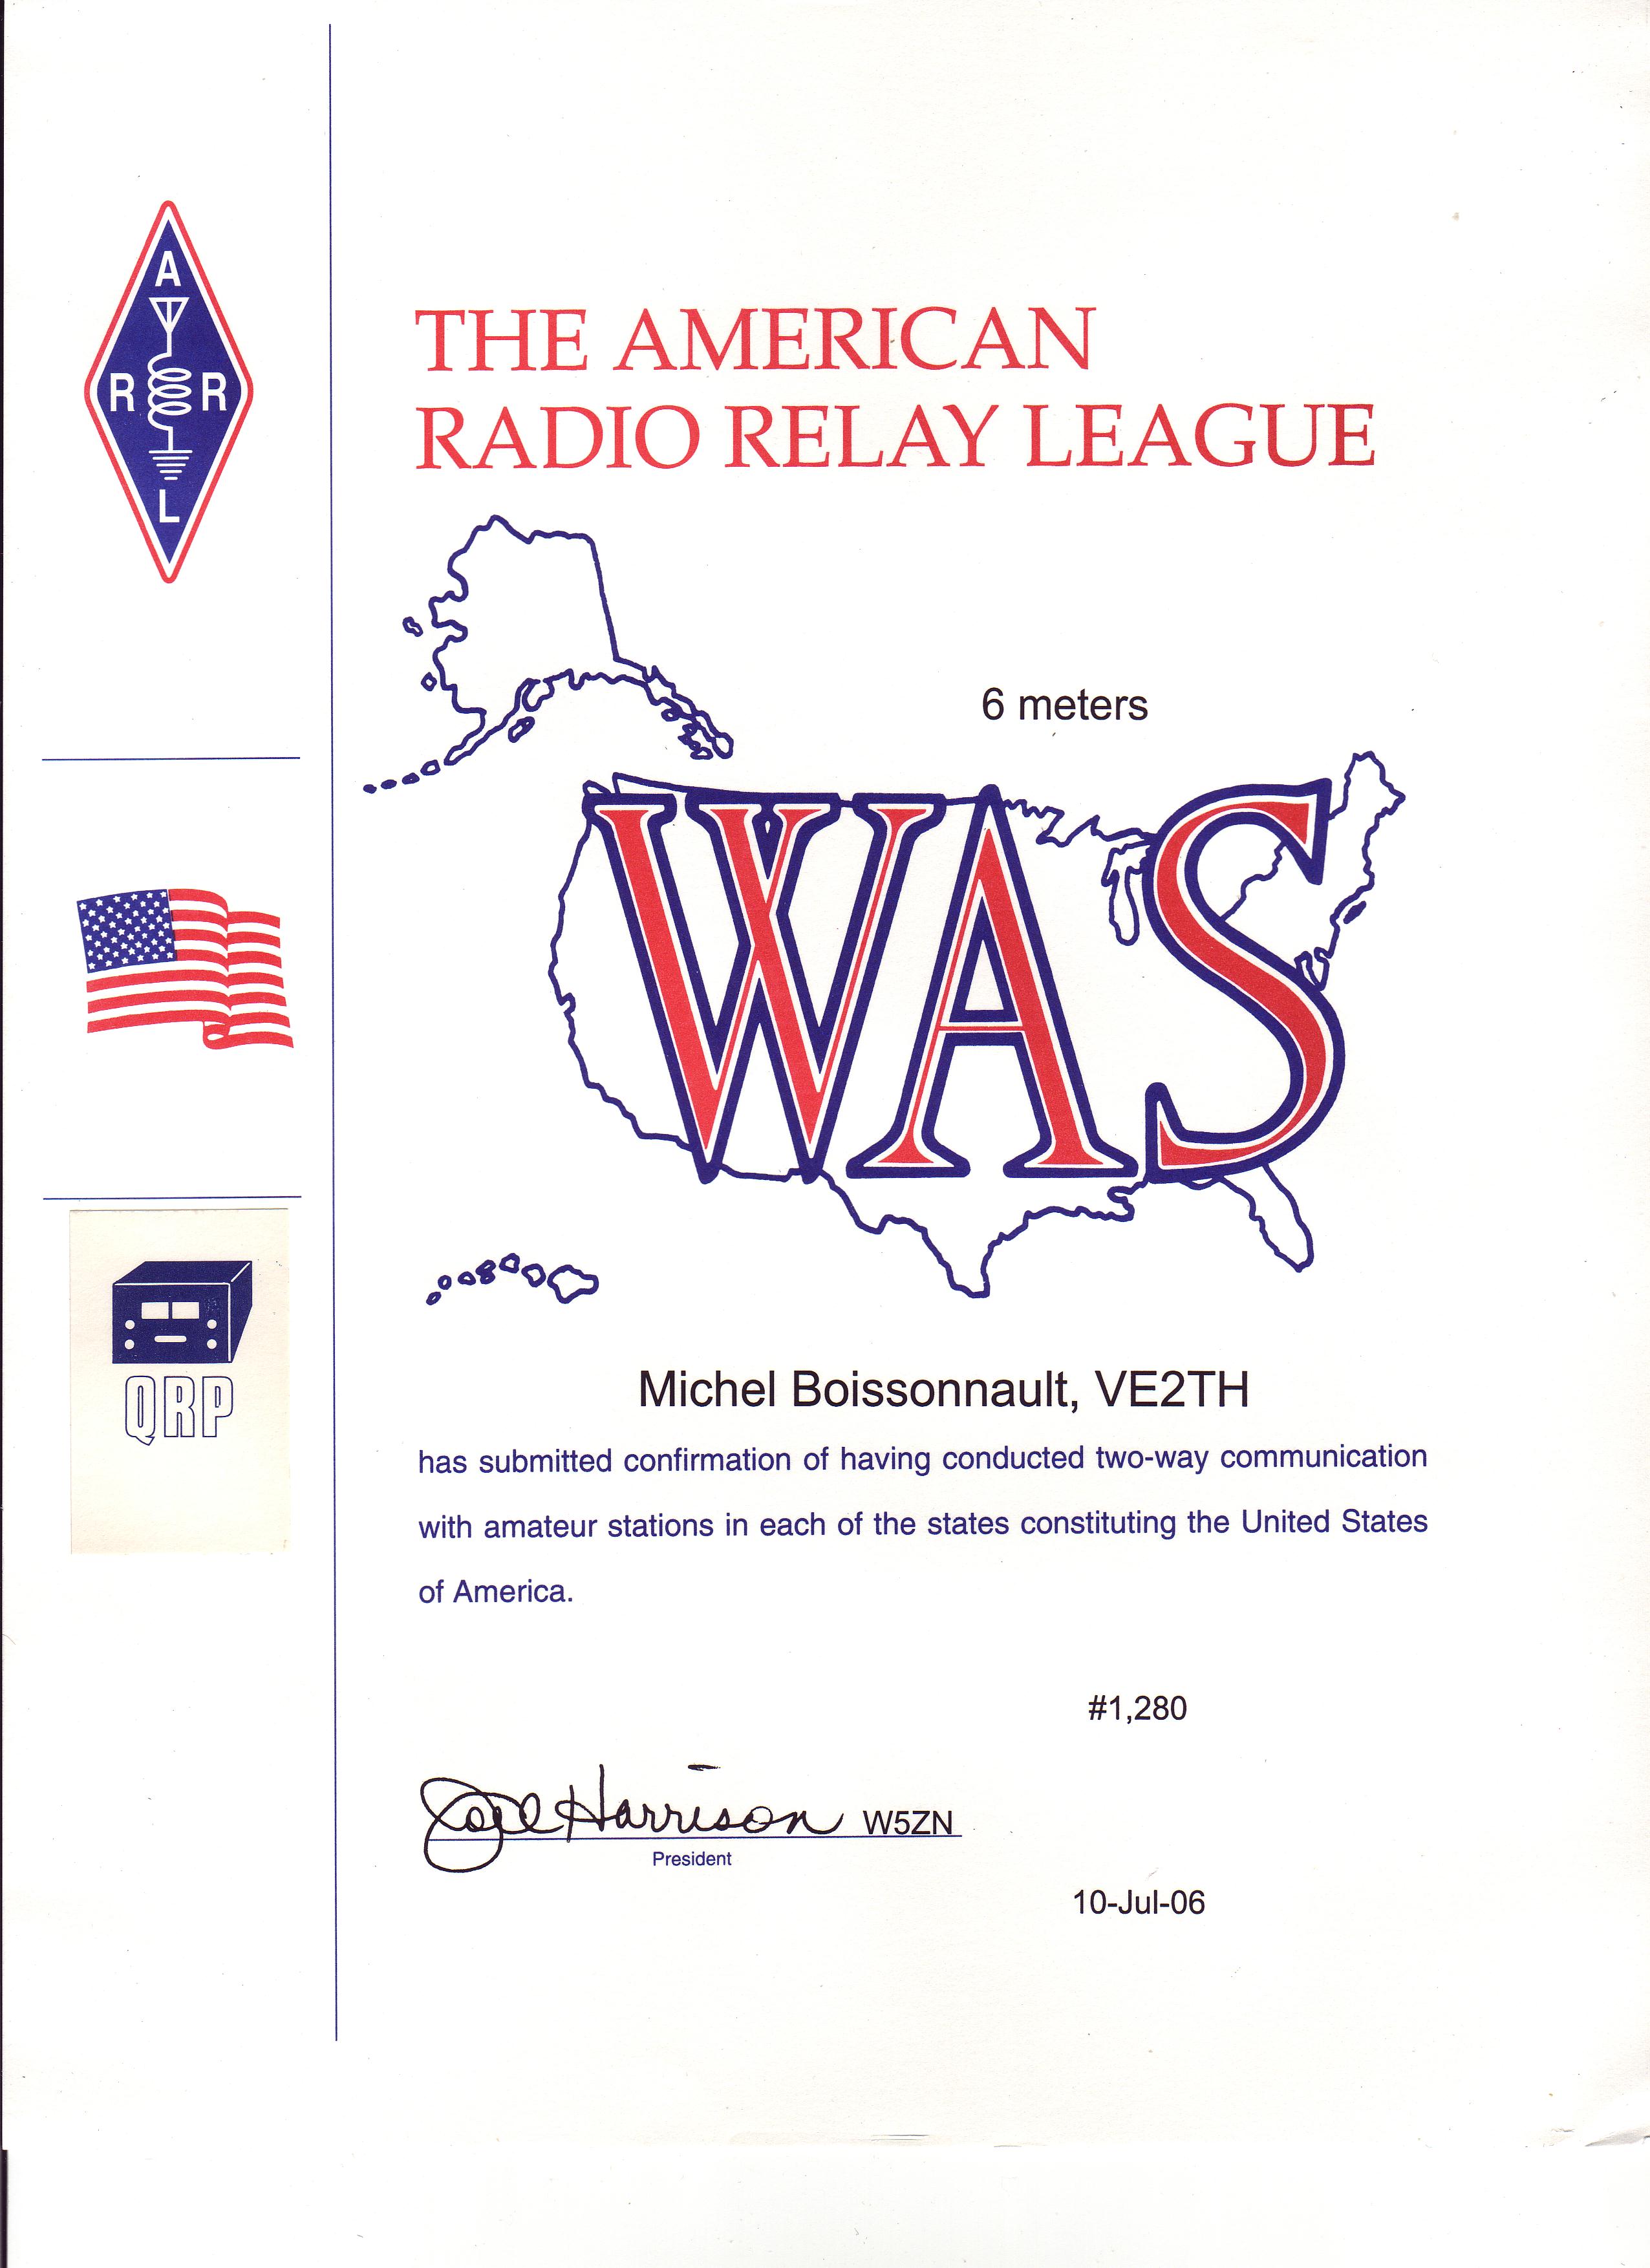 A
R R
L
THE AMERICAN
RADIO RELAY LEAGUE
6 meters
WAS
QRP
Michel Boissonnault, VE2TH
has submitted confirmation of having conducted two-way communication
with amateur stations in each of the states constituting the United States
of America.
#1,280
Joel Harrison W5ZN
President
10-Jul-06